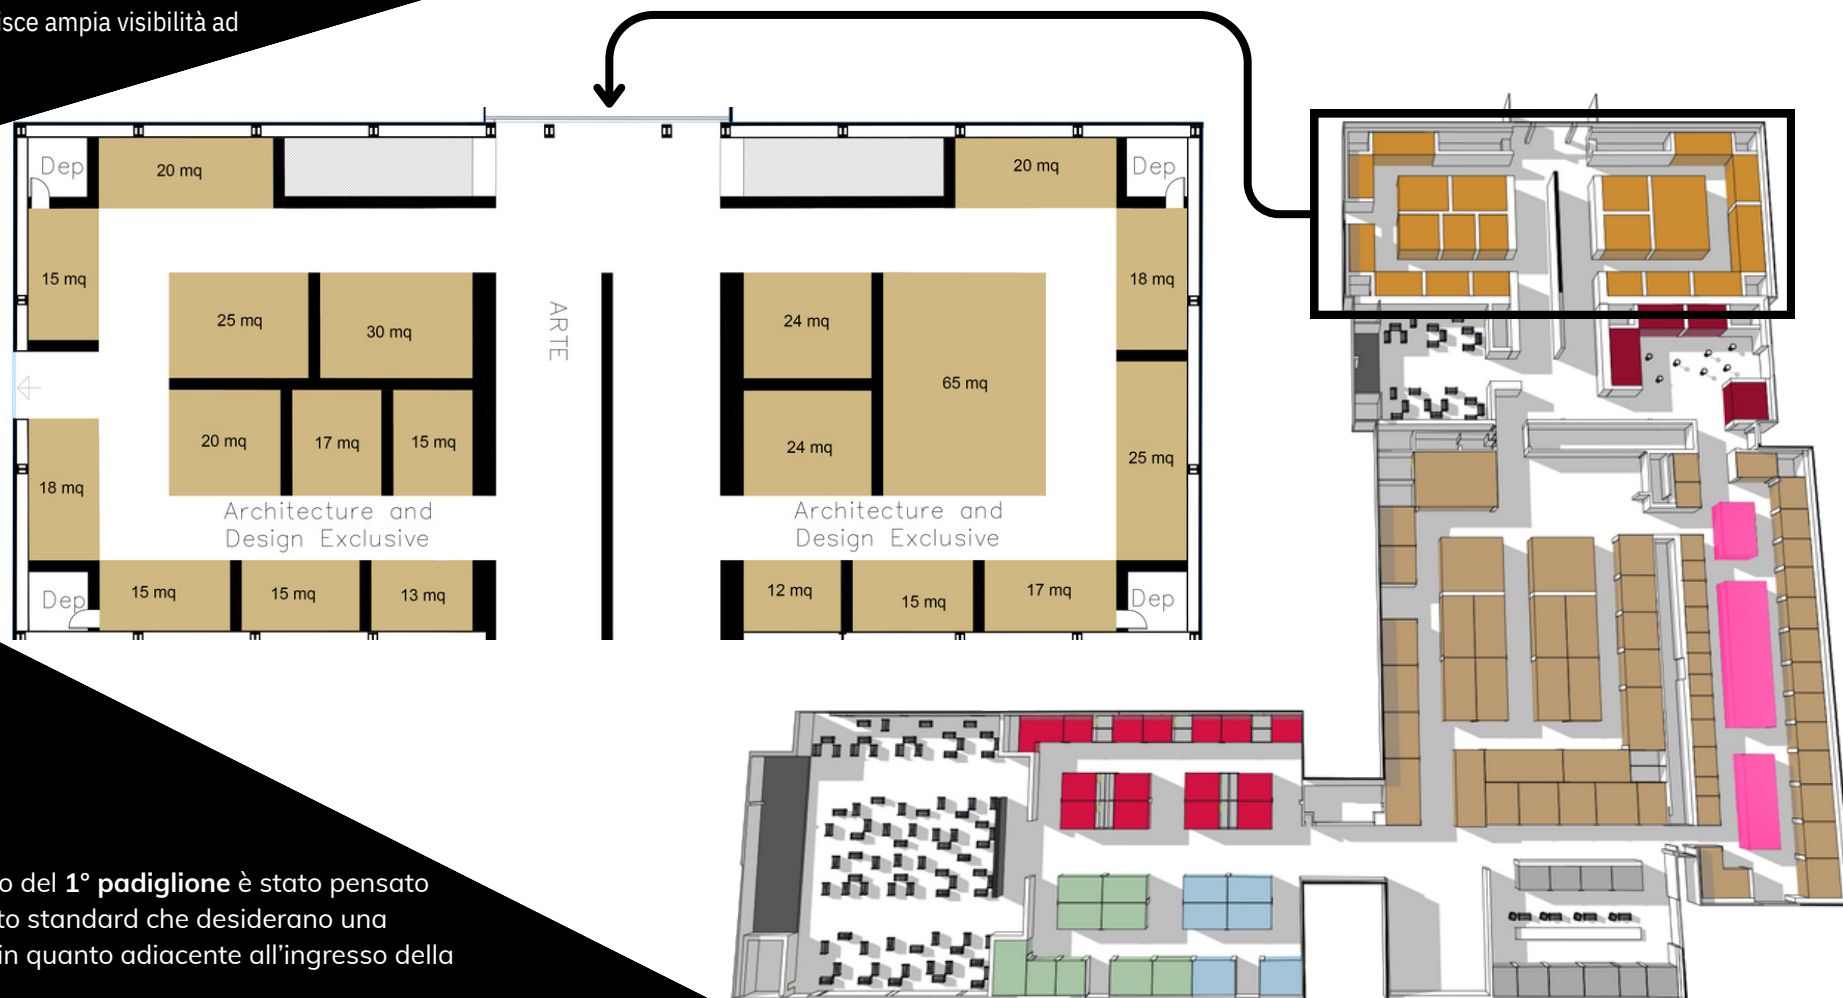 isce ampia visibilità ad
Dep
20 mq
20 mq
Dep
15 mq
18 mq
25 mq
30 mq
ARTE
24 mq
65 mq
20 mq
17 mq
15 mq
24 mq
25 mq
18 mq
Architecture and
Design Exclusive
Architecture and
Design Exclusive
Dep
15 mq
15 mq
13 mq
12 mq
15 mq
17 mq
Dep
o del 1° padiglione è stato pensato
to standard che desiderano una
in quanto adiacente all’ingresso della